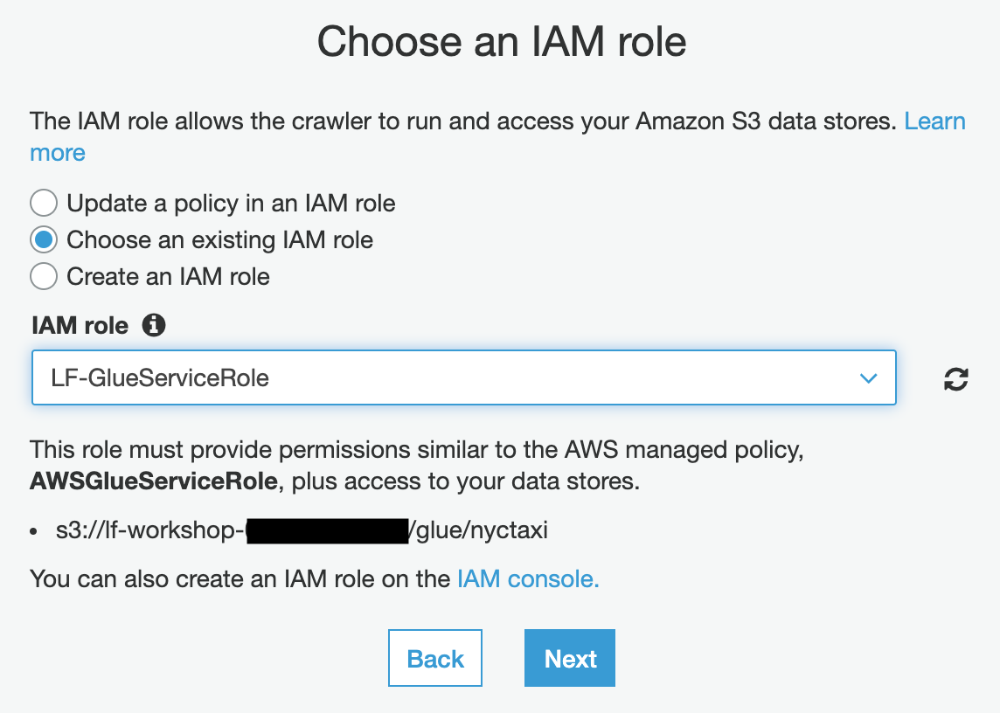 Choose an IAM role
The IAM role allows the crawler to run and access your Amazon S3 data stores. Learn
more
Update a policy in an IAM role
Choose an existing IAM role
Create an IAM role
IAM role
LF-GlueServiceRole
This role must provide permissions similar to the AWS managed policy,
AWSGlueServiceRole, plus access to your data stores.
• s3://lf-workshop- /glue/nyctaxi
You can also create an IAM role on the IAM console.
Back Next